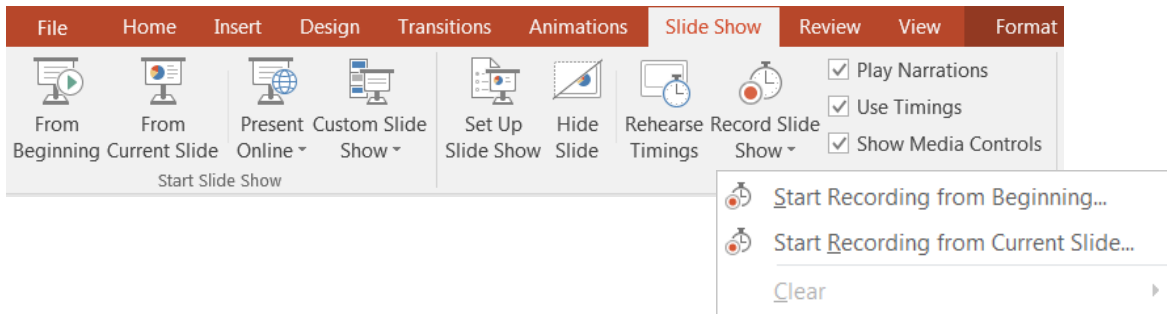 File Home Insert Design Transitions Animations Slide Show Review View Format
From Beginning
From Current Slide
Present Online
Custom Slide Show
Set Up Slide Show
Hide Slide
Rehearse Timings
Record Slide Show
Play Narrations
Use Timings
Show Media Controls
Start Slide Show
Start Recording from Beginning...
Start Recording from Current Slide...
Clear